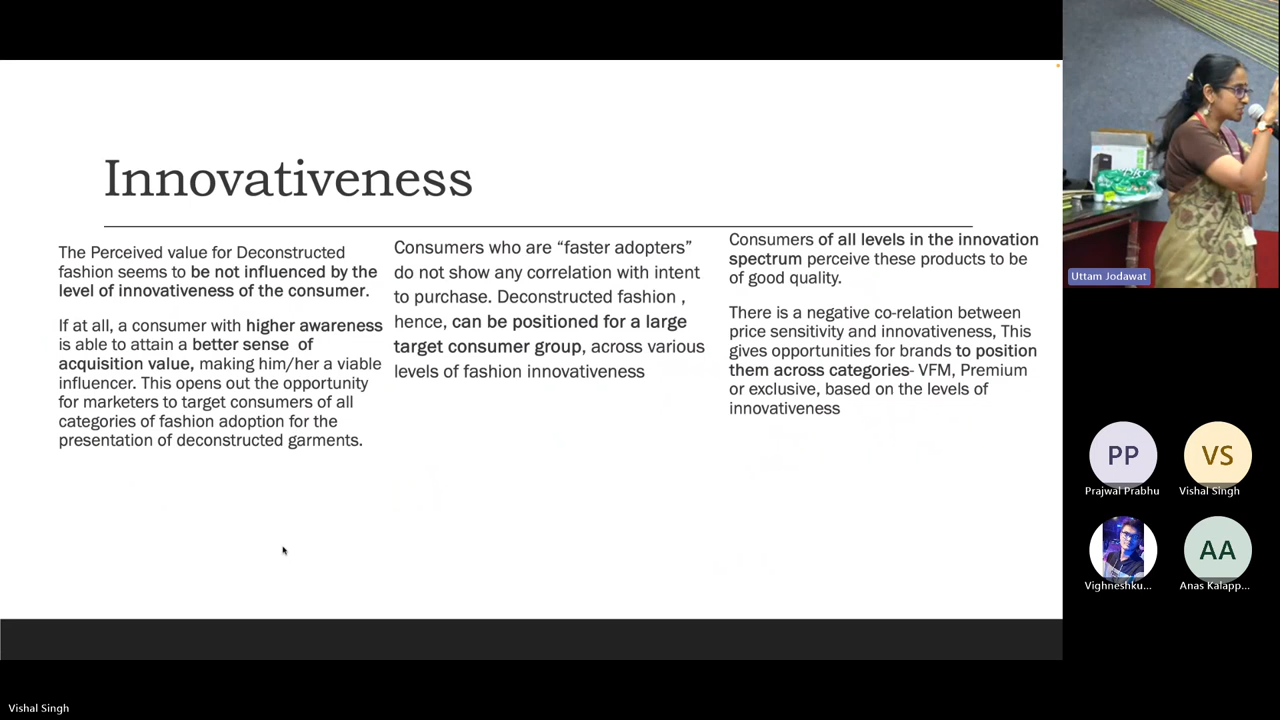 Innovativeness
The Perceived value for Deconstructed
fashion seems to be not influenced by the
level of innovativeness of the consumer.
If at all, a consumer with higher awareness
is able to attain a better sense  of
acquisition value, making him/her a viable
influencer. This opens out the opportunity
for marketers to target consumers of all
categories of fashion adoption for the
presentation of deconstructed garments.
Consumers who are “faster adopters”
do not show any correlation with intent
to purchase. Deconstructed fashion ,
hence, can be positioned for a large
target consumer group, across various
levels of fashion innovativeness
Consumers of all levels in the innovation
spectrum perceive these products to be
of good quality.
There is a negative co-relation between
price sensitivity and innovativeness, This
gives opportunities for brands to position
them across categories- VFM, Premium
or exclusive, based on the levels of
innovativeness
Uttam Jodawat
PP
Prajwal Prabhu
VS
Vishal Singh
Vighneshku...
AA
Anas Kalapp...
Vishal Singh